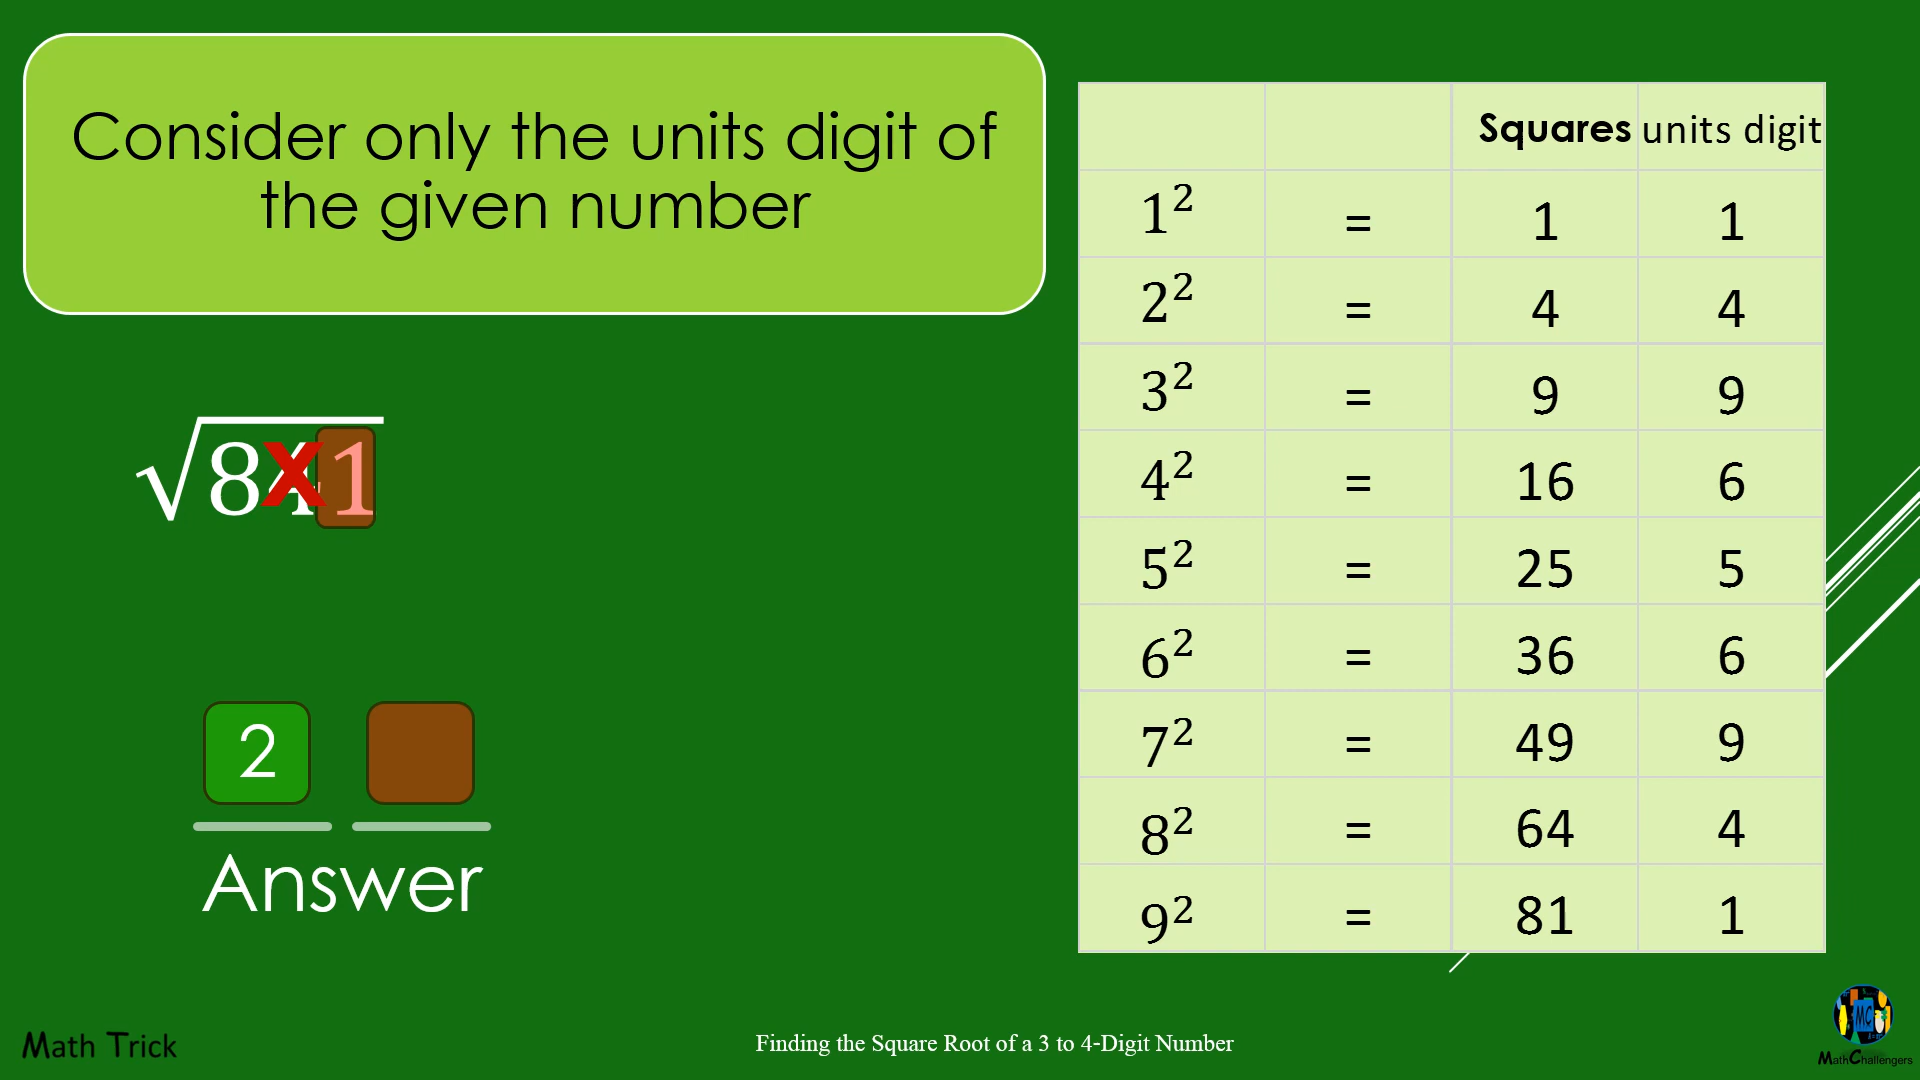 Consider only the units digit of
the given number
√841
X
2
Answer
Squares units digit
1² = 1 1
2² = 4 4
3² = 9 9
4² = 16 6
5² = 25 5
6² = 36 6
7² = 49 9
8² = 64 4
9² = 81 1
Math Trick
Finding the Square Root of a 3 to 4-Digit Number
MC
MathChallengers